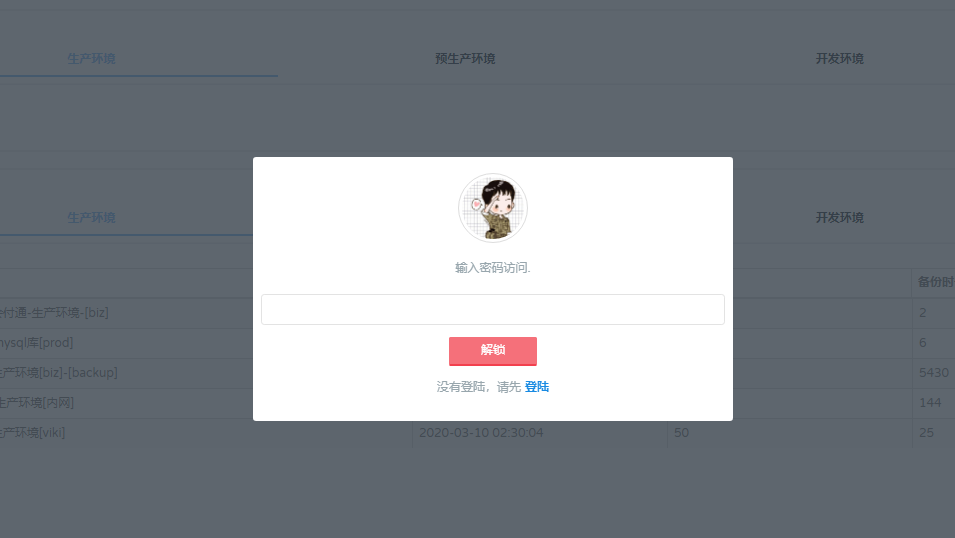 生产环境 预生产环境 开发环境
生产环境 开发环境
输入密码访问.
备份时
付通-生产环境-[biz] 2
mysql库[prod] 6
解锁
生产环境[biz]-[backup] 5430
没有登陆，请先 登陆
生产环境[内网] 144
生产环境[viki] 2020-03-10 02:30:04 50 25